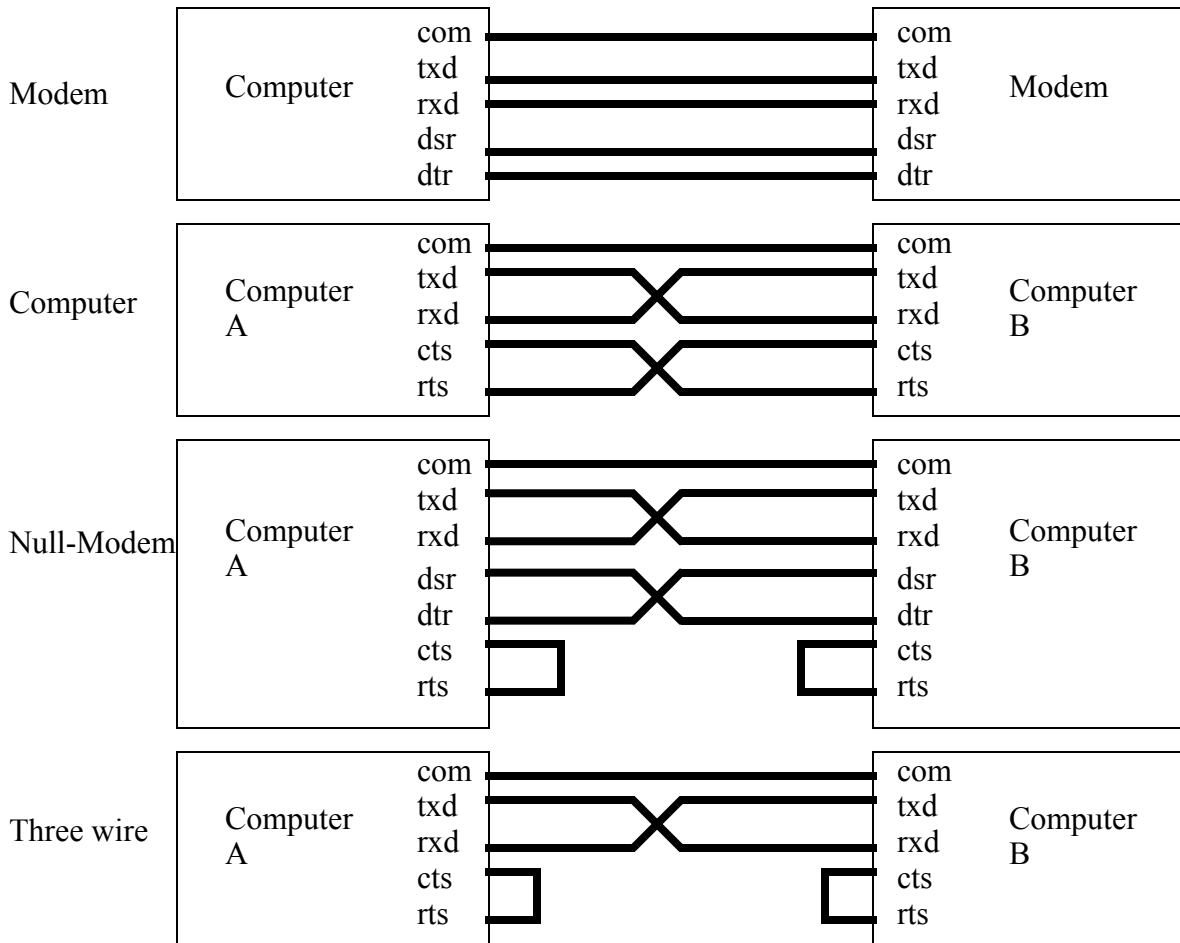 Modem
Computer
com
txd
rxd
dsr
dtr
com
txd
rxd
dsr
dtr
Modem
Computer
Computer
A
com
txd
rxd
cts
rts
com
txd
rxd
cts
rts
Computer
B
Null-Modem
Computer
A
com
txd
rxd
dsr
dtr
cts
rts
com
txd
rxd
dsr
dtr
cts
rts
Computer
B
Three wire
Computer
A
com
txd
rxd
cts
rts
com
txd
rxd
cts
rts
Computer
B